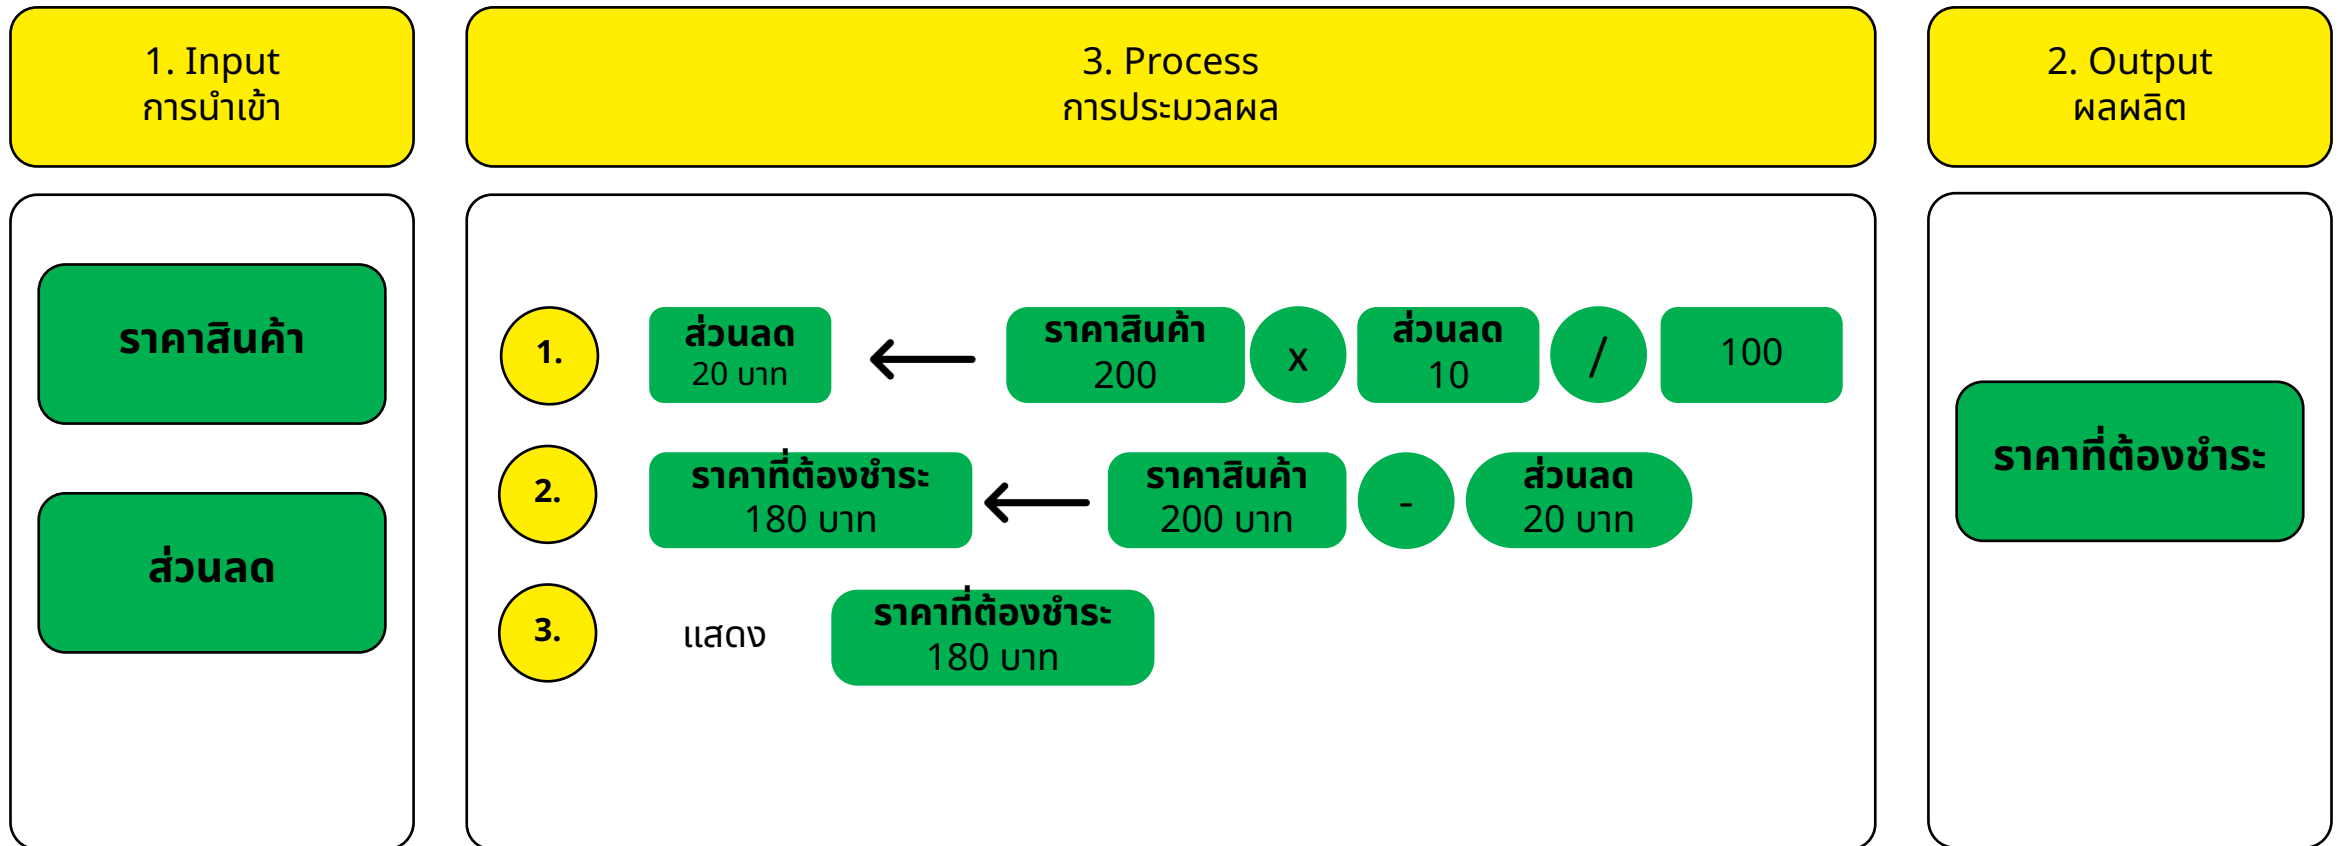 1. Input
การนำเข้า
3. Process
การประมวลผล
2. Output
ผลผลิต
ราคาสินค้า
ส่วนลด
1.
ส่วนลด
20 บาท
ราคาสินค้า
200
x
ส่วนลด
10
/
100
2.
ราคาที่ต้องชำระ
180 บาท
ราคาสินค้า
200 บาท
-
ส่วนลด
20 บาท
3.
แสดง
ราคาที่ต้องชำระ
180 บาท
ราคาที่ต้องชำระ